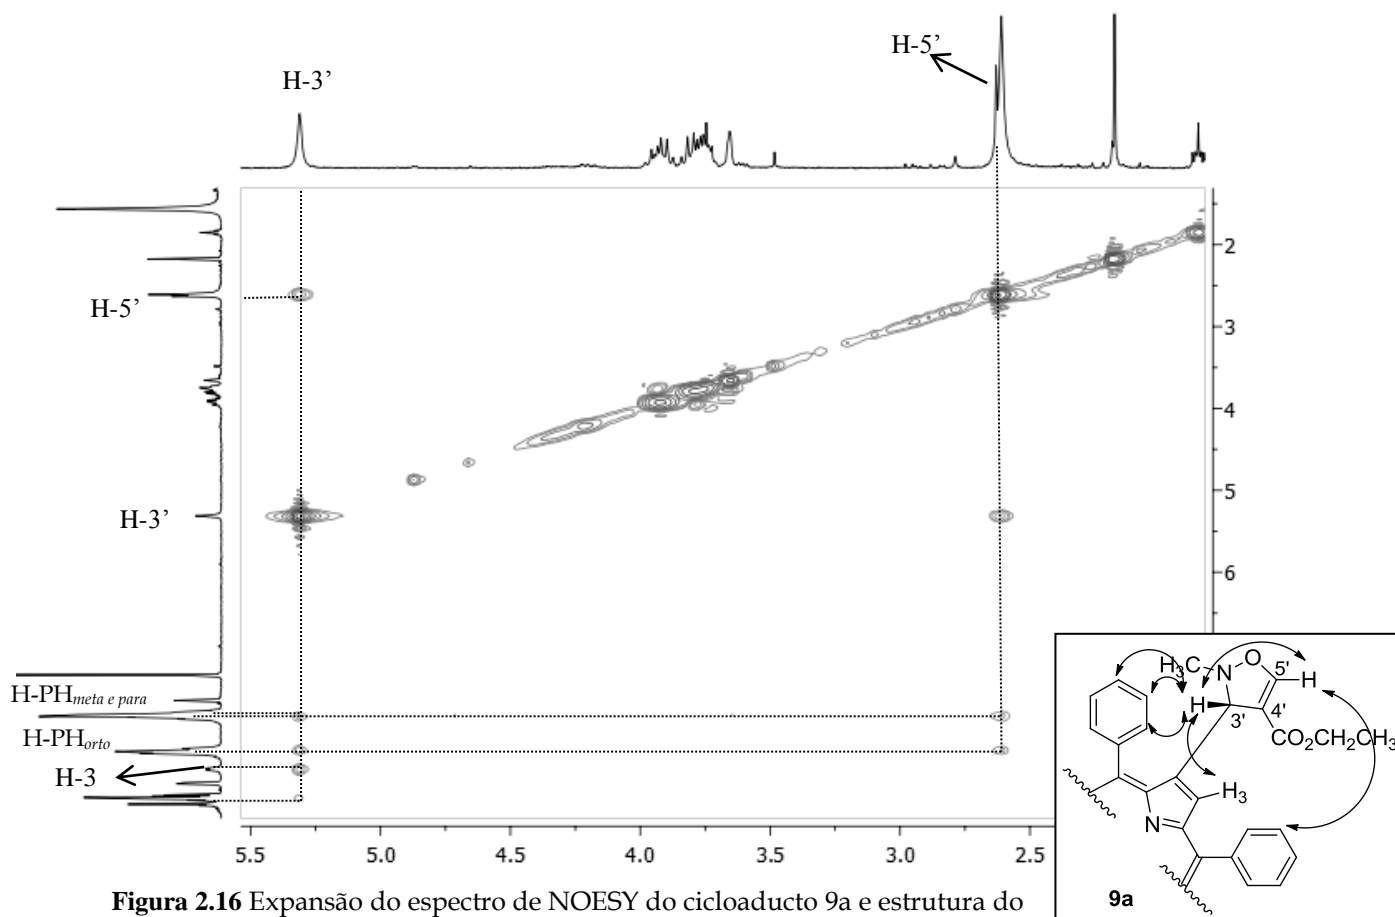 H-5’
H-3’
H-5’
H-3’
H-PHmeta e para
H-PHorto
H-3
2
3
4
5
6
5.5 5.0 4.5 4.0 3.5 3.0 2.5
H₃C N O 5' H
H 3' 4'
CO₂CH₂CH₃
H₃
N
9a
Figura 2.16 Expansão do espectro de NOESY do cicloaducto 9a e estrutura do